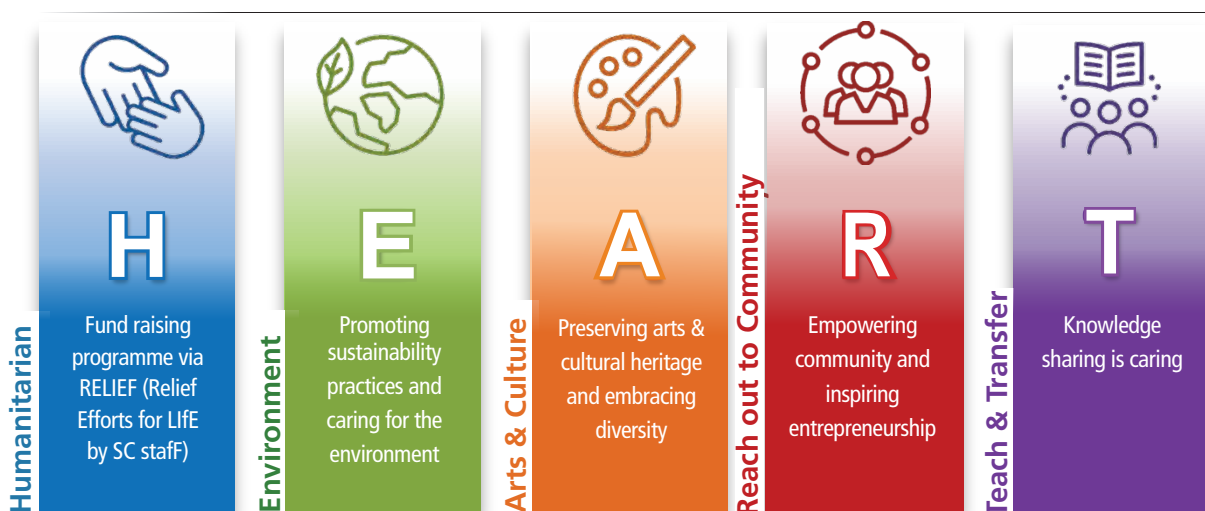 Humanitarian
H
Fund raising
programme via
RELIEF (Relief
Efforts for LIfE
by SC stafF)
Environment
E
Promoting
sustainability
practices and
caring for the
environment
Arts & Culture
A
Preserving arts &
cultural heritage
and embracing
diversity
Reach out to Community
R
Empowering
community and
inspiring
entrepreneurship
Teach & Transfer
T
Knowledge
sharing is caring